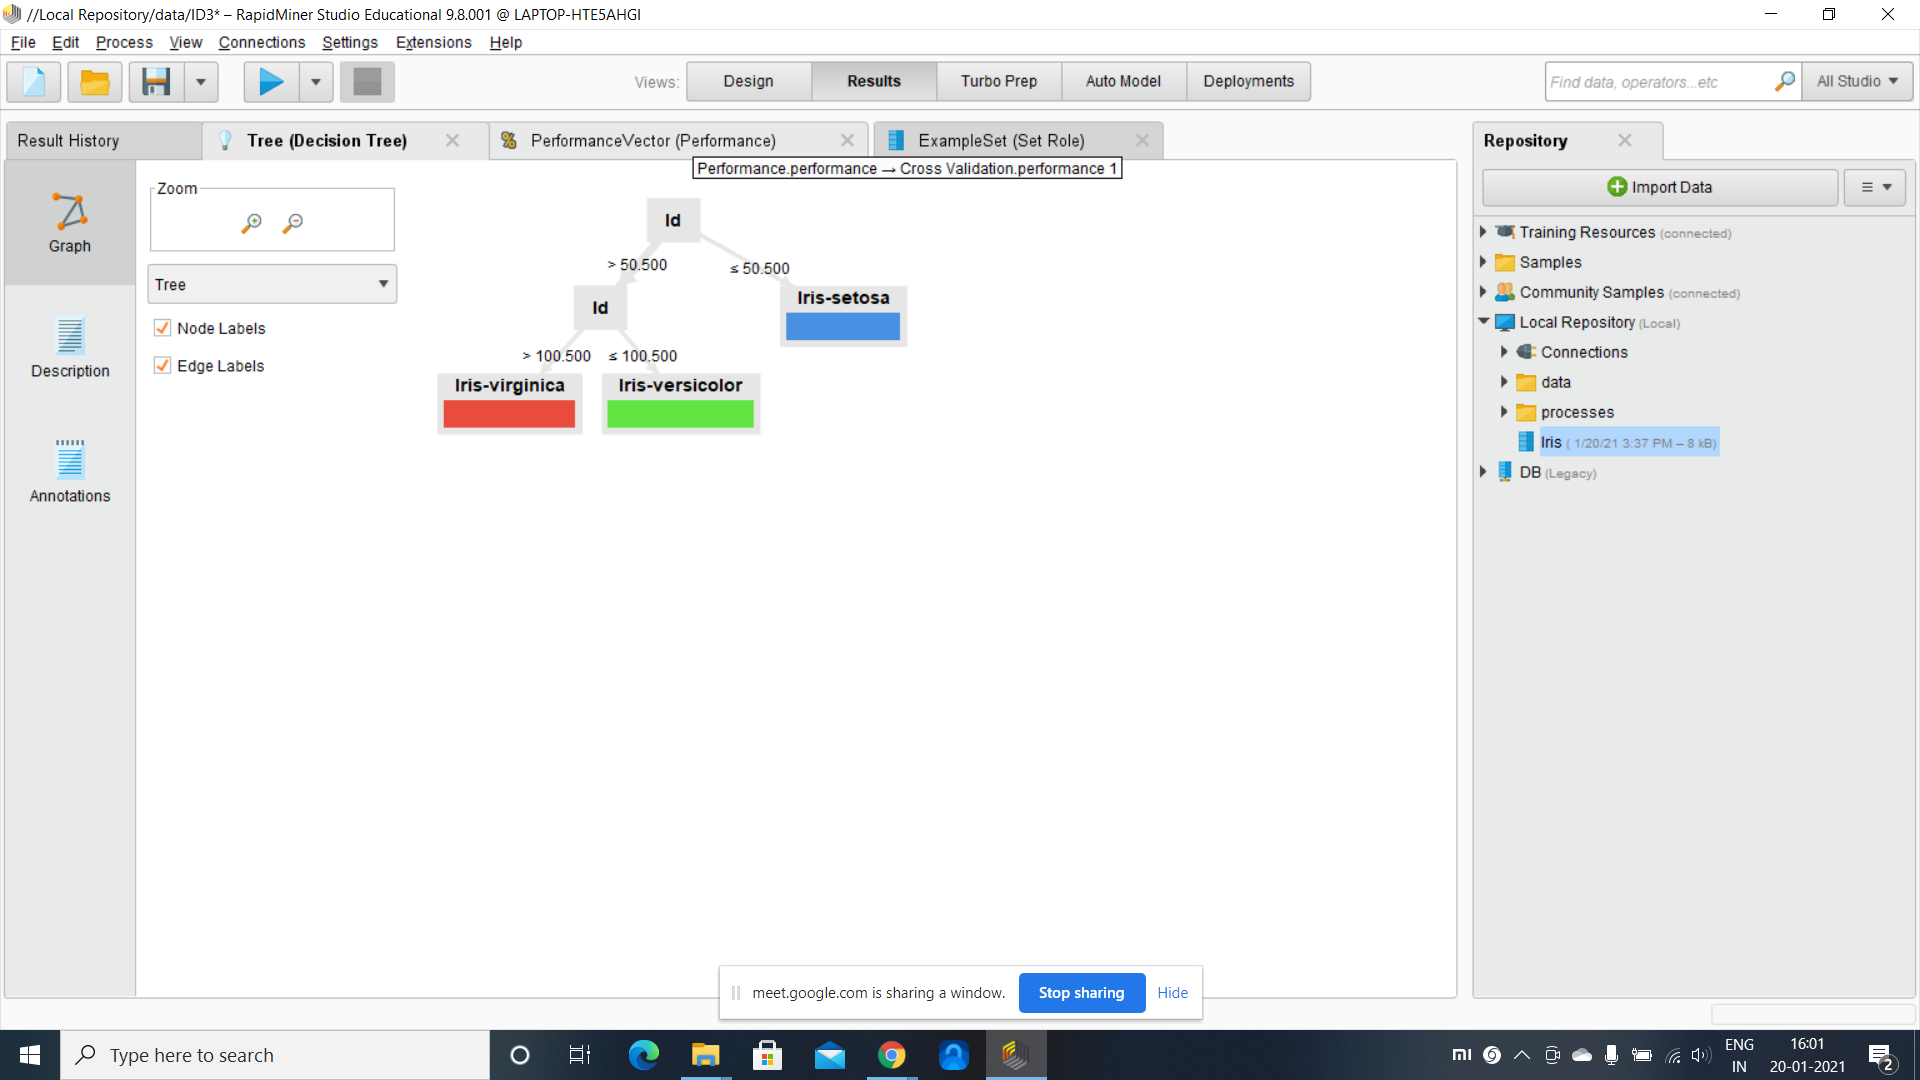 //Local Repository/data/ID3* – RapidMiner Studio Educational 9.8.001 @ LAPTOP-HTE5AHGI
File Edit Process View Connections Settings Extensions Help
Views: Design Results Turbo Prep Auto Model Deployments
Find data, operators...etc
All Studio
Result History
Tree (Decision Tree)
PerformanceVector (Performance)
ExampleSet (Set Role)
Performance.performance → Cross Validation.performance 1
Graph
Description
Annotations
Zoom
Tree
Node Labels
Edge Labels
Id
> 50.500
≤ 50.500
Id
Iris-setosa
> 100.500
≤ 100.500
Iris-virginica
Iris-versicolor
Repository
Import Data
Training Resources (connected)
Samples
Community Samples (connected)
Local Repository (Local)
Connections
data
processes
Iris ( 1/20/21 3:37 PM – 8 kB)
DB (Legacy)
meet.google.com is sharing a window.
Stop sharing
Hide
Type here to search
mi
ENG
IN
16:01
20-01-2021
2